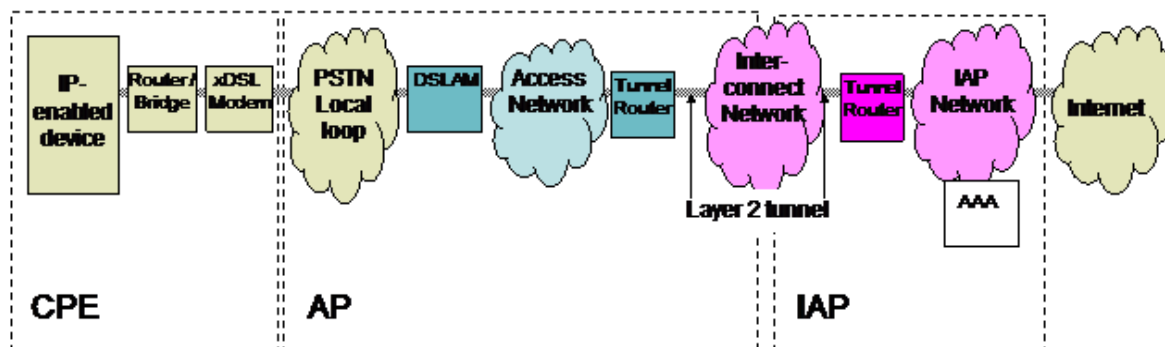 IP-
enabled
device
Router /
Bridge
xDSL
Modem
PSTN
Local
loop
DSLAM
Access
Network
Tunnel
Router
Inter-
connect
Network
Tunnel
Router
IAP
Network
Internet
Layer 2 tunnel
AAA
CPE
AP
IAP